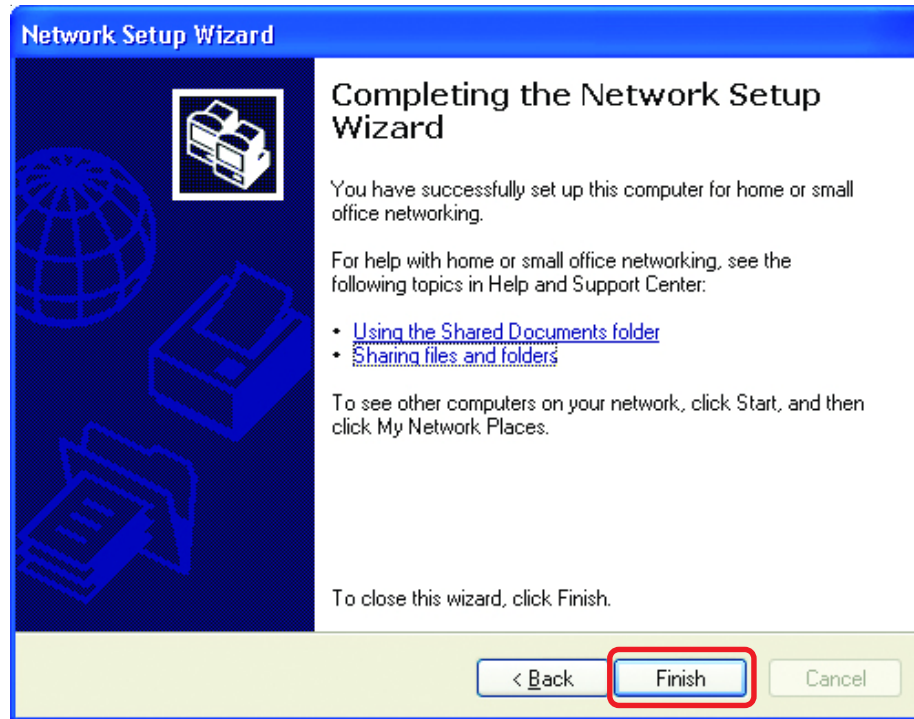 Network Setup Wizard
Completing the Network Setup
Wizard
You have successfully set up this computer for home or small
office networking.
For help with home or small office networking, see the
following topics in Help and Support Center:
• Using the Shared Documents folder
• Sharing files and folders
To see other computers on your network, click Start, and then
click My Network Places.
To close this wizard, click Finish.
< Back Finish Cancel